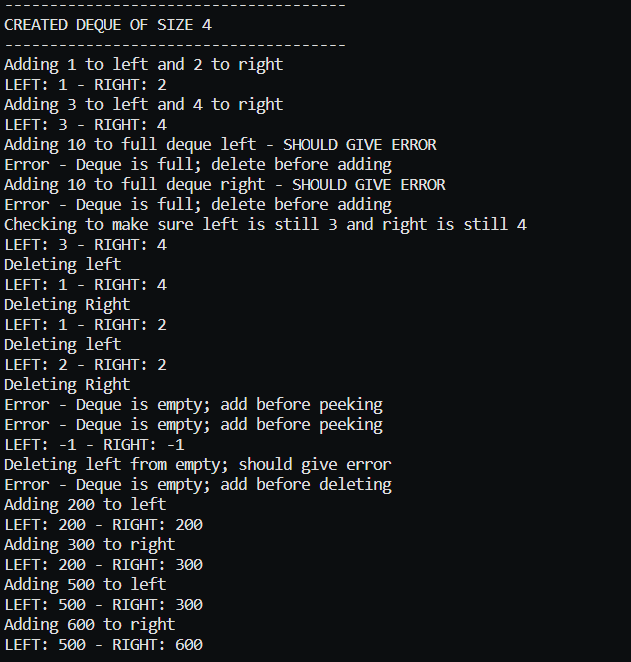 --------------------------------------
CREATED DEQUE OF SIZE 4
--------------------------------------
Adding 1 to left and 2 to right
LEFT: 1 - RIGHT: 2
Adding 3 to left and 4 to right
LEFT: 3 - RIGHT: 4
Adding 10 to full deque left - SHOULD GIVE ERROR
Error - Deque is full; delete before adding
Adding 10 to full deque right - SHOULD GIVE ERROR
Error - Deque is full; delete before adding
Checking to make sure left is still 3 and right is still 4
LEFT: 3 - RIGHT: 4
Deleting left
LEFT: 1 - RIGHT: 4
Deleting Right
LEFT: 1 - RIGHT: 2
Deleting left
LEFT: 2 - RIGHT: 2
Deleting Right
Error - Deque is empty; add before peeking
Error - Deque is empty; add before peeking
LEFT: -1 - RIGHT: -1
Deleting left from empty; should give error
Error - Deque is empty; add before deleting
Adding 200 to left
LEFT: 200 - RIGHT: 200
Adding 300 to right
LEFT: 200 - RIGHT: 300
Adding 500 to left
LEFT: 500 - RIGHT: 300
Adding 600 to right
LEFT: 500 - RIGHT: 600